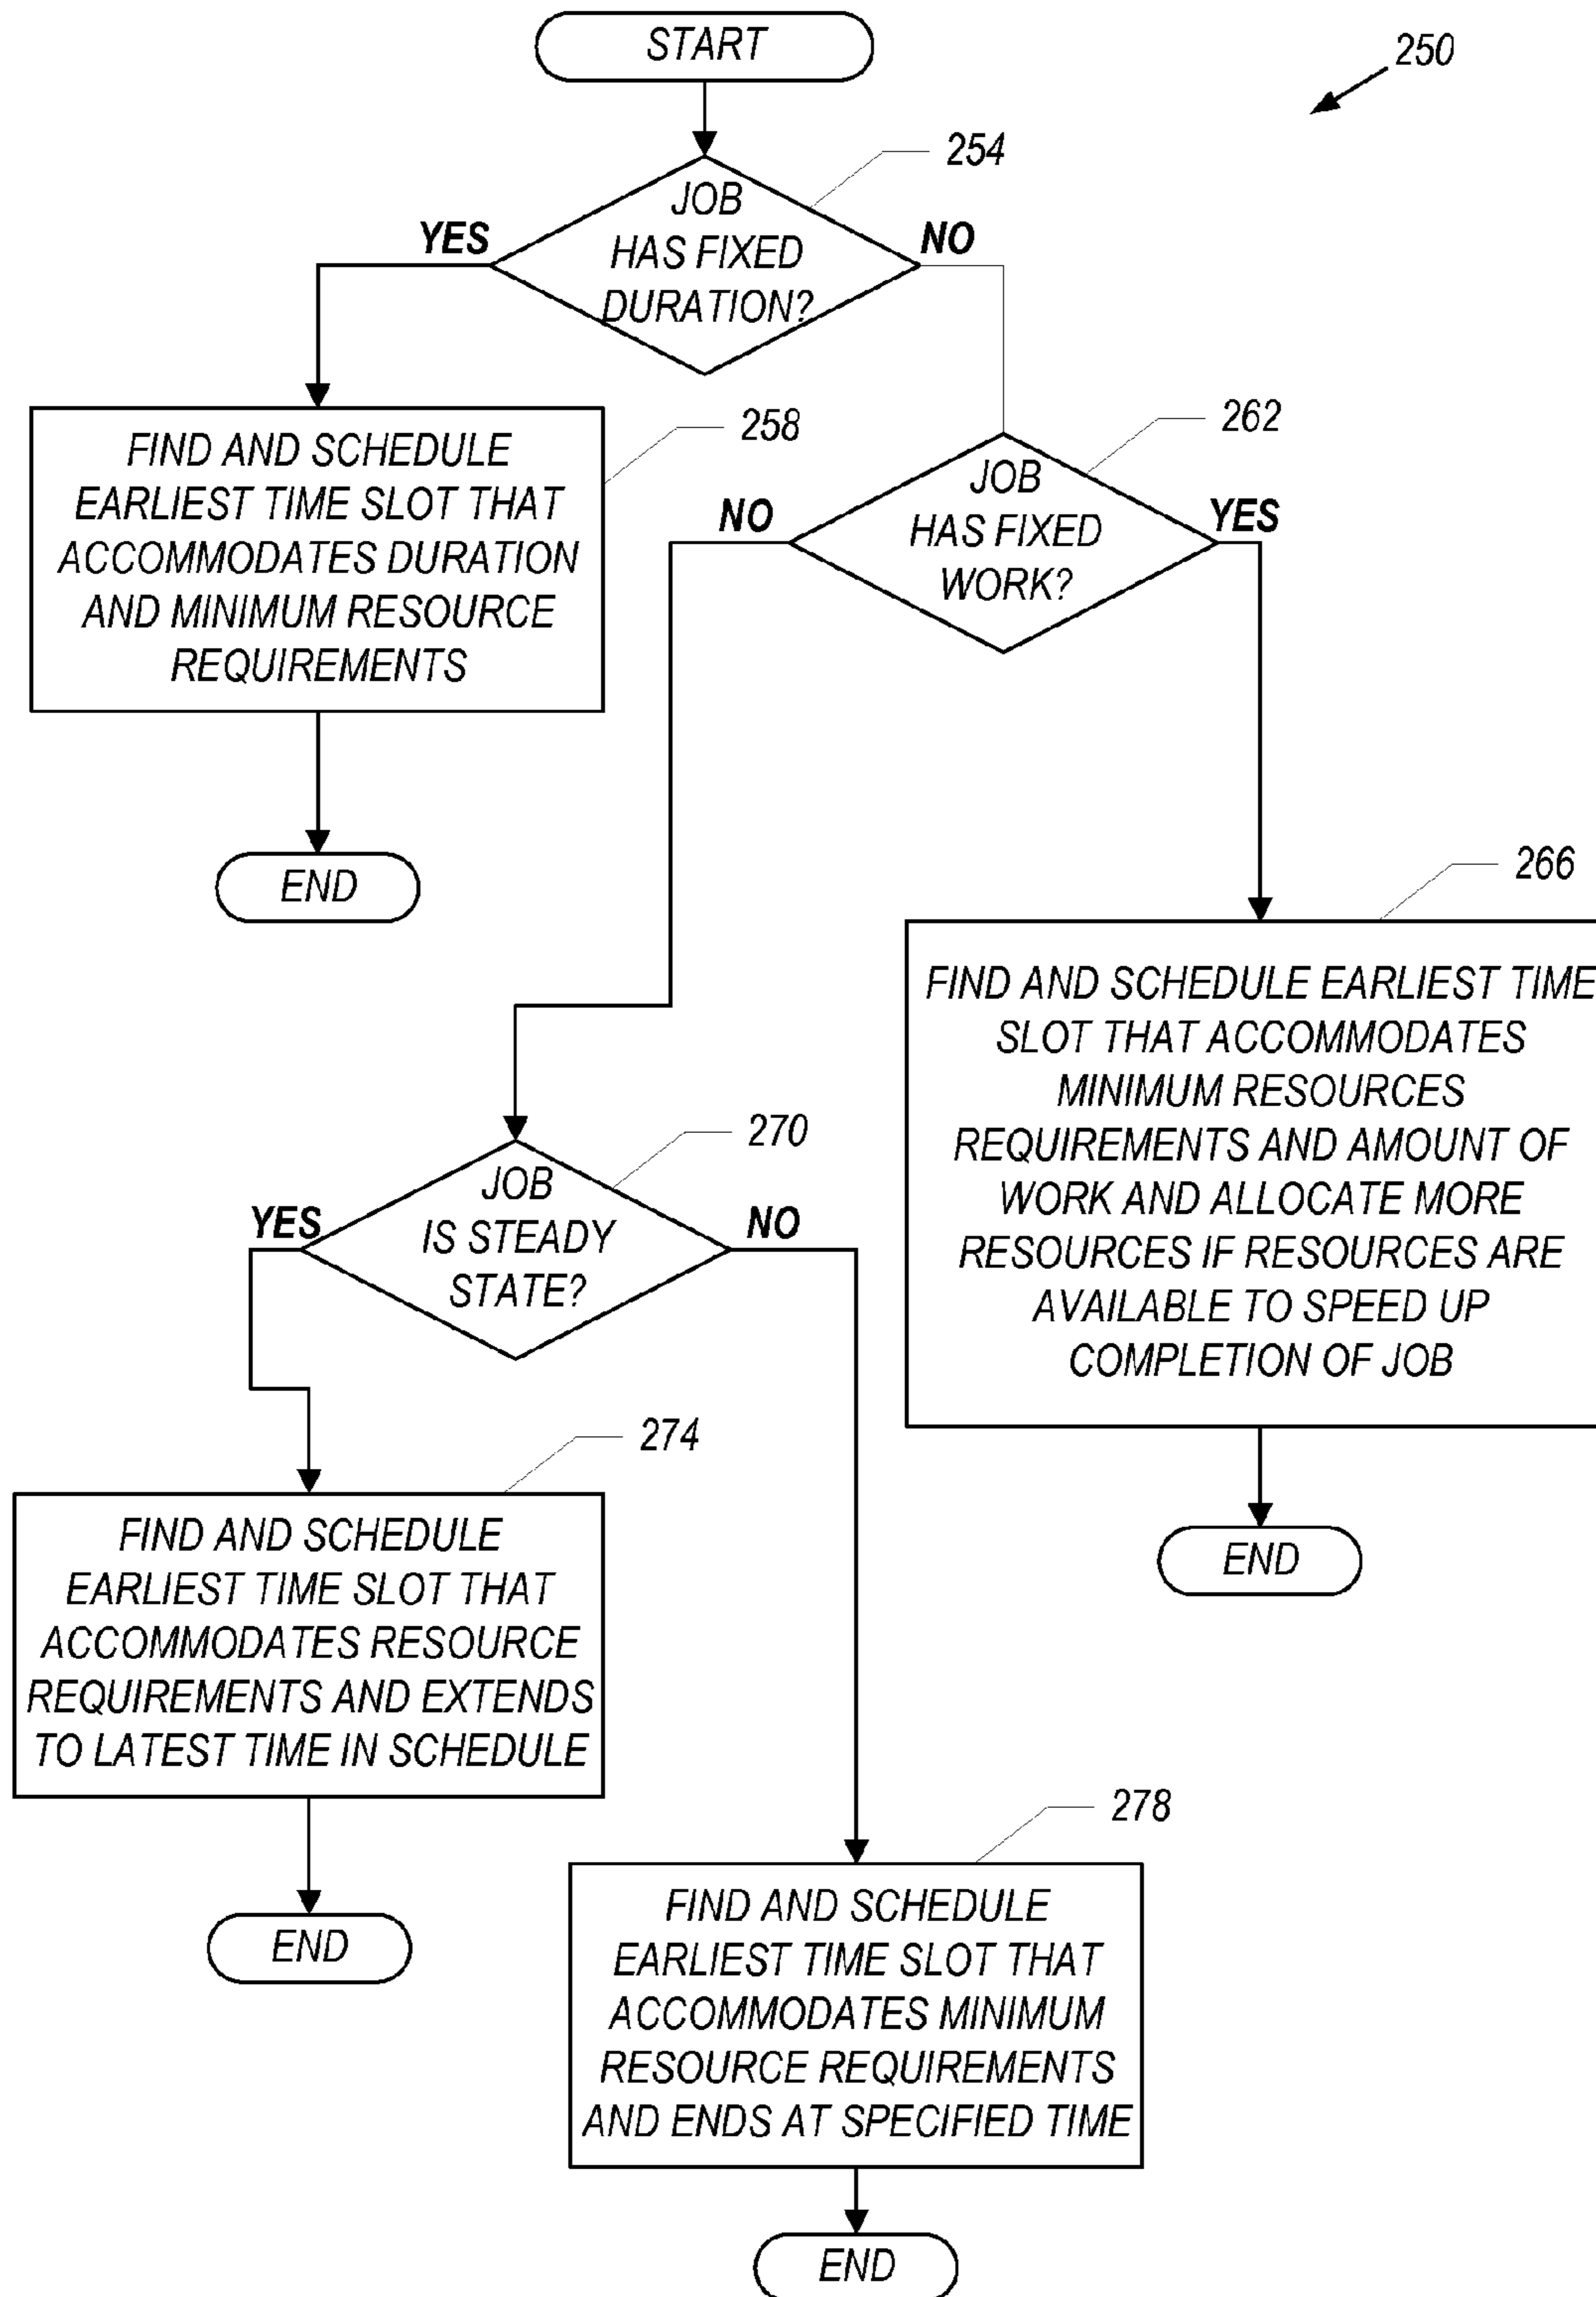 START
250
254
JOB
HAS FIXED
DURATION?
YES
NO
258
FIND AND SCHEDULE
EARLIEST TIME SLOT THAT
ACCOMMODATES DURATION
AND MINIMUM RESOURCE
REQUIREMENTS
END
262
JOB
HAS FIXED
WORK?
NO
YES
266
FIND AND SCHEDULE EARLIEST TIME
SLOT THAT ACCOMMODATES
MINIMUM RESOURCES
REQUIREMENTS AND AMOUNT OF
WORK AND ALLOCATE MORE
RESOURCES IF RESOURCES ARE
AVAILABLE TO SPEED UP
COMPLETION OF JOB
END
270
JOB
IS STEADY
STATE?
YES
NO
274
FIND AND SCHEDULE
EARLIEST TIME SLOT THAT
ACCOMMODATES RESOURCE
REQUIREMENTS AND EXTENDS
TO LATEST TIME IN SCHEDULE
END
278
FIND AND SCHEDULE
EARLIEST TIME SLOT THAT
ACCOMMODATES MINIMUM
RESOURCE REQUIREMENTS
AND ENDS AT SPECIFIED TIME
END